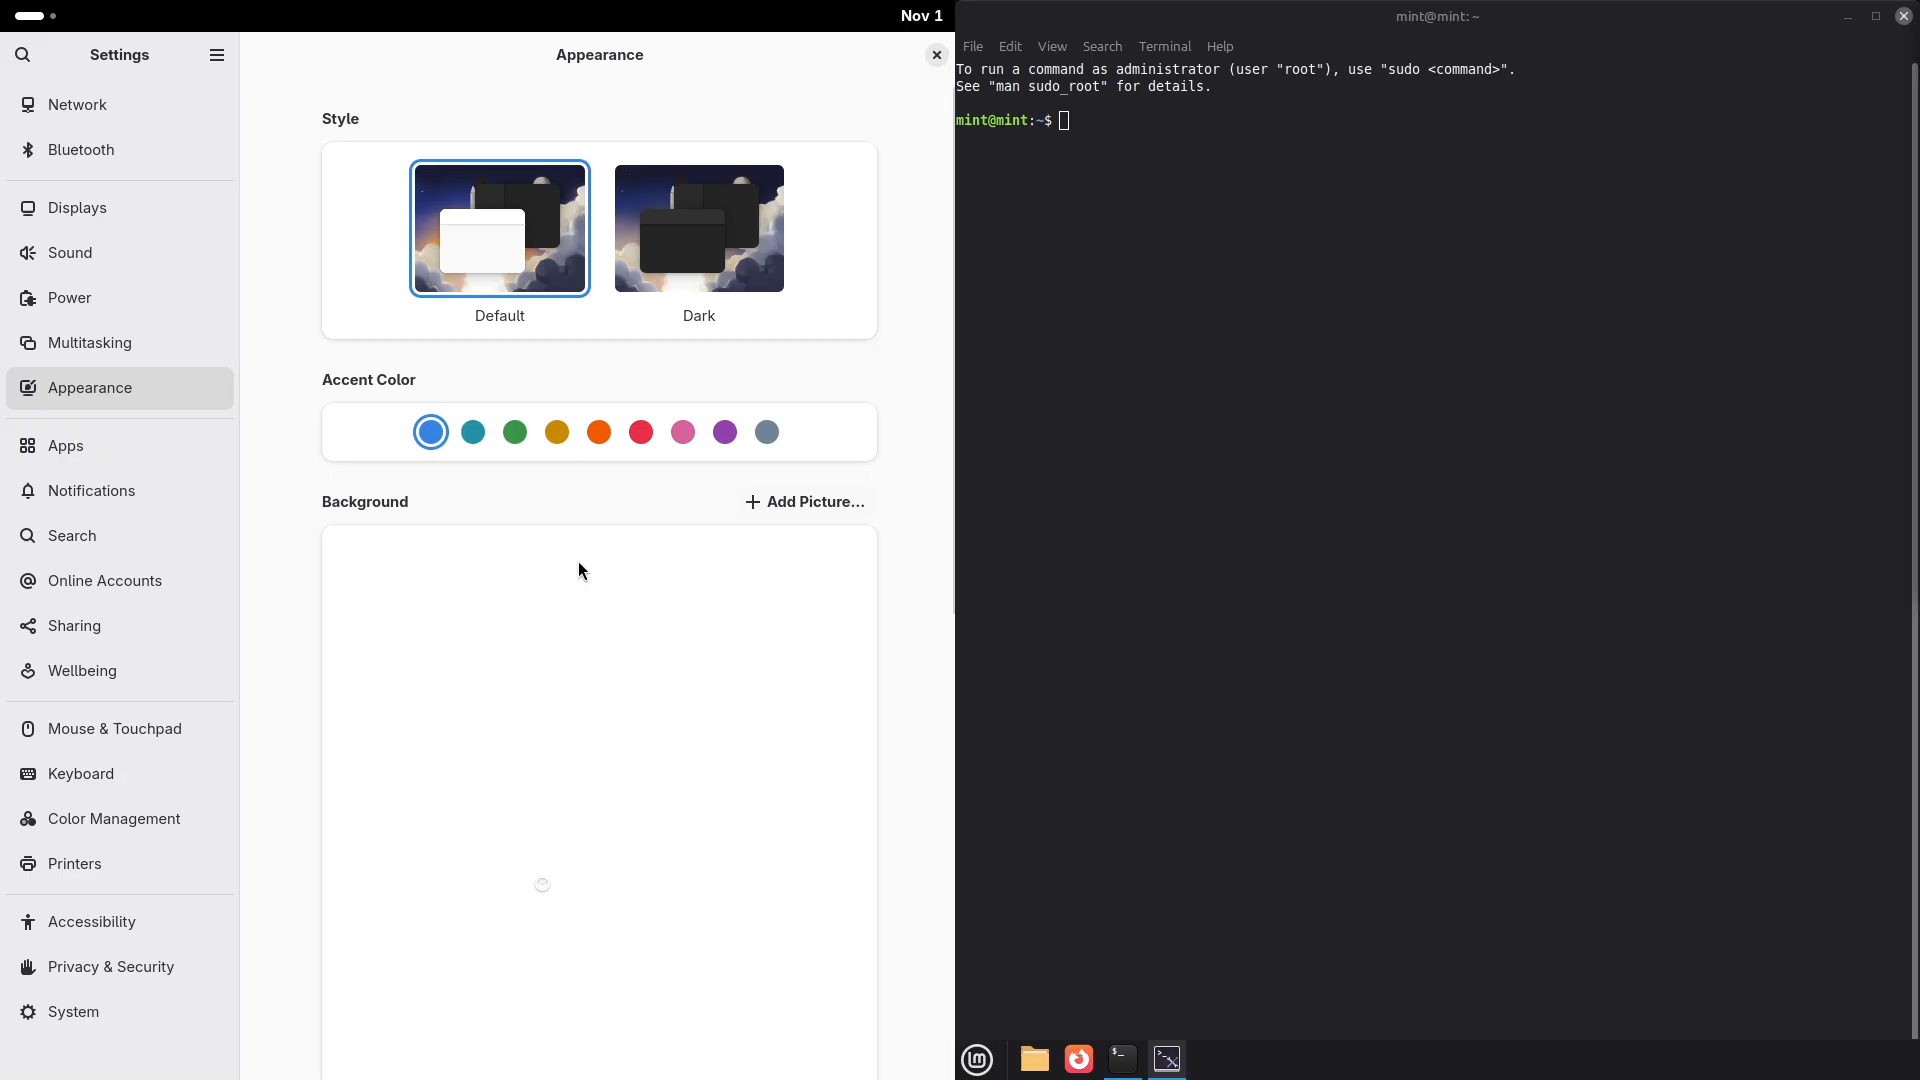 Nov 1
Settings
Network
Bluetooth
Displays
Sound
Power
Multitasking
Appearance
Apps
Notifications
Search
Online Accounts
Sharing
Wellbeing
Mouse & Touchpad
Keyboard
Color Management
Printers
Accessibility
Privacy & Security
System
Appearance
Style
Default
Dark
Accent Color
Background
Add Picture…
mint@mint: ~
File Edit View Search Terminal Help
To run a command as administrator (user "root"), use "sudo <command>".
See "man sudo_root" for details.
mint@mint:~$